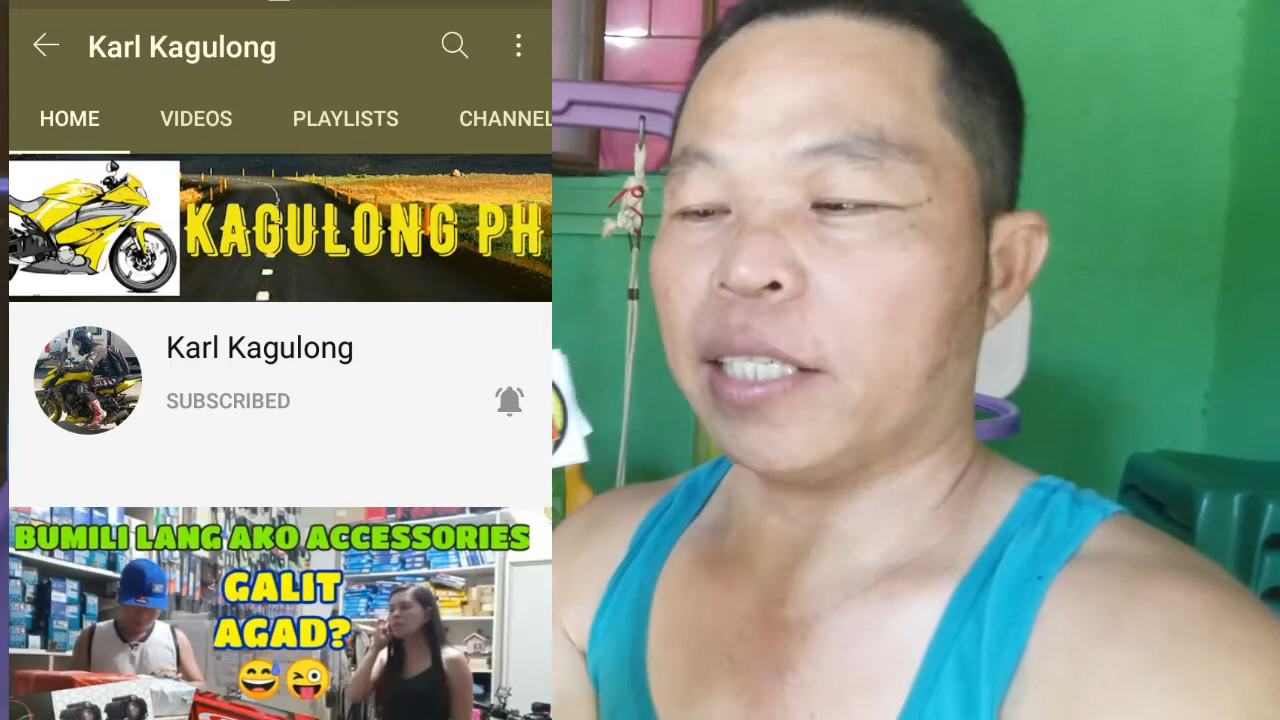 Karl Kagulong
HOME VIDEOS PLAYLISTS CHANNEL
KAGULONG PH
Karl Kagulong
SUBSCRIBED
BUMILI LANG AKO ACCESSORIES
GALIT
AGAD?